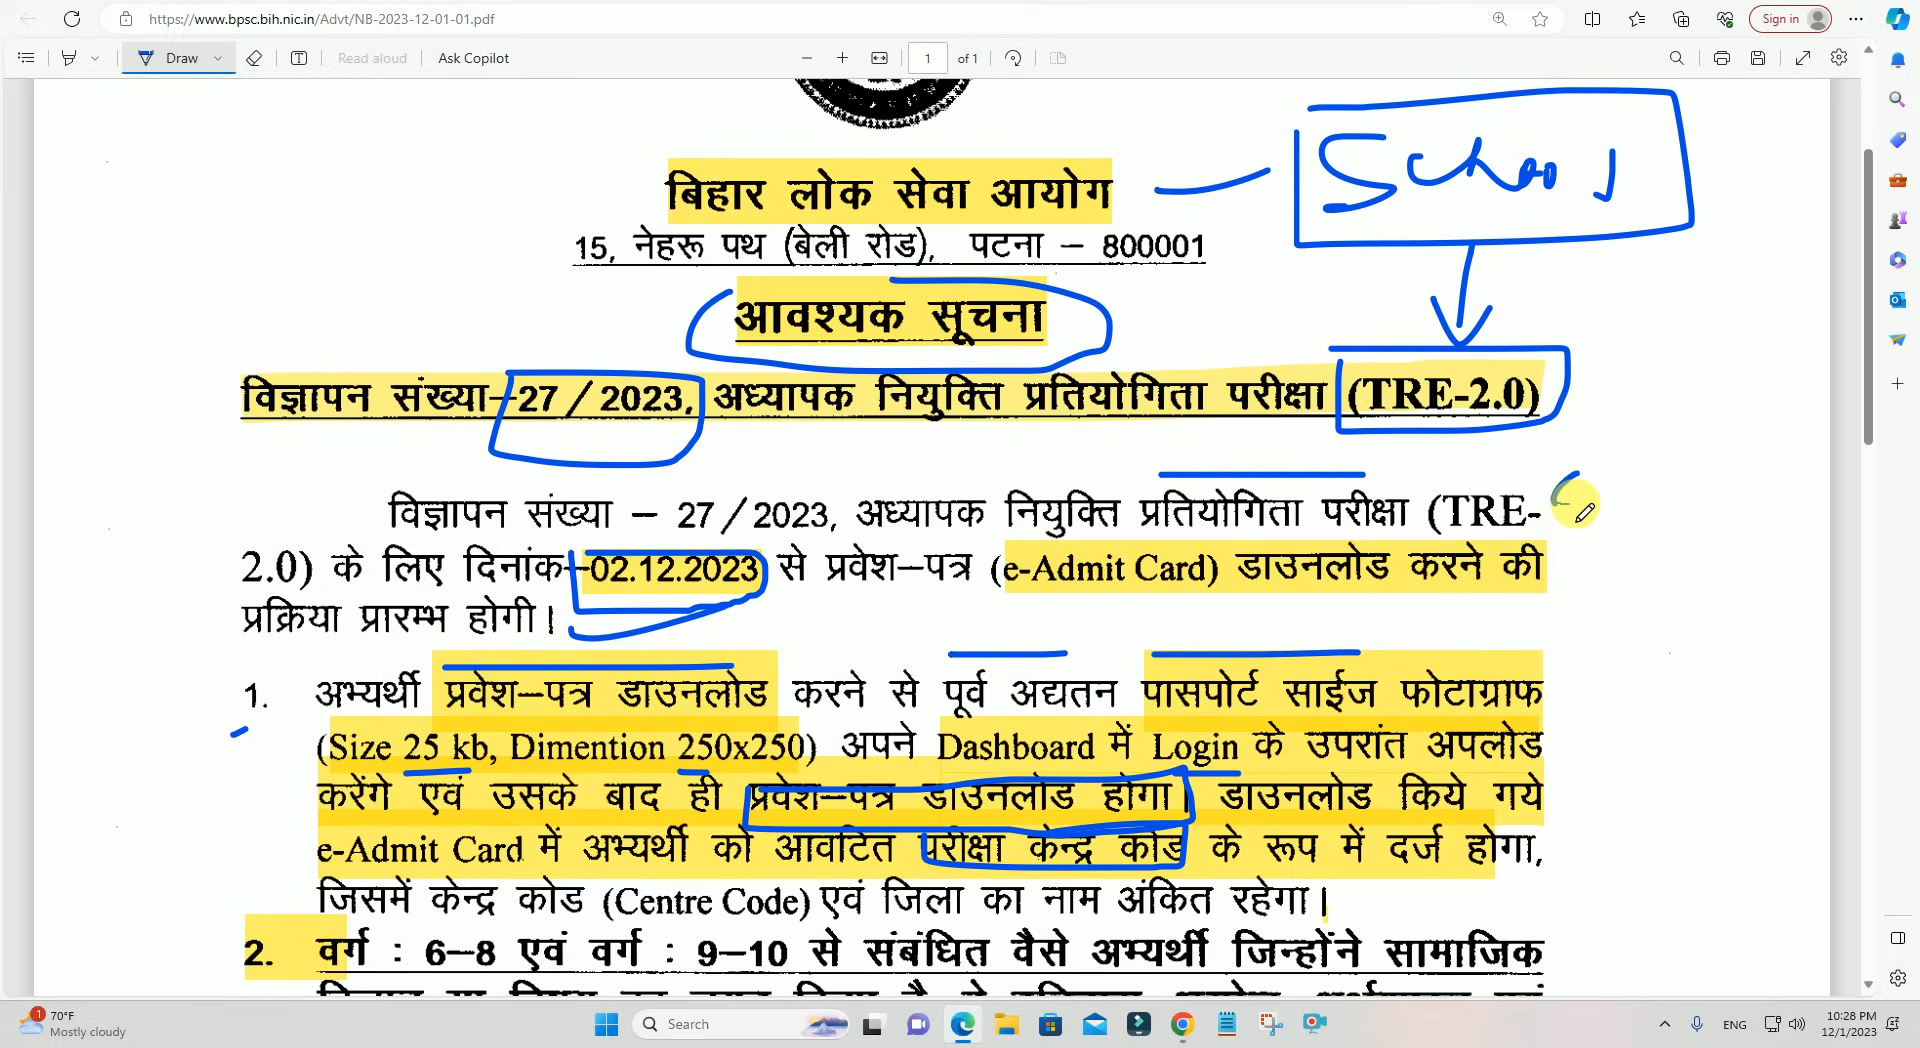 https://www.bpsc.bih.nic.in/Advt/NB-2023-12-01-01.pdf
Sign in
Draw
Read aloud
Ask Copilot
1
of 1
बिहार लोक सेवा आयोग
School
15, नेहरू पथ (बेली रोड), पटना – 800001
आवश्यक सूचना
विज्ञापन संख्या–27/2023, अध्यापक नियुक्ति प्रतियोगिता परीक्षा (TRE-2.0)
विज्ञापन संख्या – 27/2023, अध्यापक नियुक्ति प्रतियोगिता परीक्षा (TRE-
2.0) के लिए दिनांक–02.12.2023 से प्रवेश–पत्र (e-Admit Card) डाउनलोड करने की
प्रक्रिया प्रारम्भ होगी।
1. अभ्यर्थी प्रवेश–पत्र डाउनलोड करने से पूर्व अद्यतन पासपोर्ट साईज फोटाग्राफ
(Size 25 kb, Dimention 250x250) अपने Dashboard में Login के उपरांत अपलोड
करेंगे एवं उसके बाद ही प्रवेश–पत्र डाउनलोड होगा। डाउनलोड किये गये
e-Admit Card में अभ्यर्थी को आवटित परीक्षा केन्द्र कोड के रूप में दर्ज होगा,
जिसमें केन्द्र कोड (Centre Code) एवं जिला का नाम अंकित रहेगा।
2. वर्ग : 6–8 एवं वर्ग : 9–10 से संबंधित वैसे अभ्यर्थी जिन्होंने सामाजिक
1
70°F
Mostly cloudy
Search
ENG
10:28 PM
12/1/2023